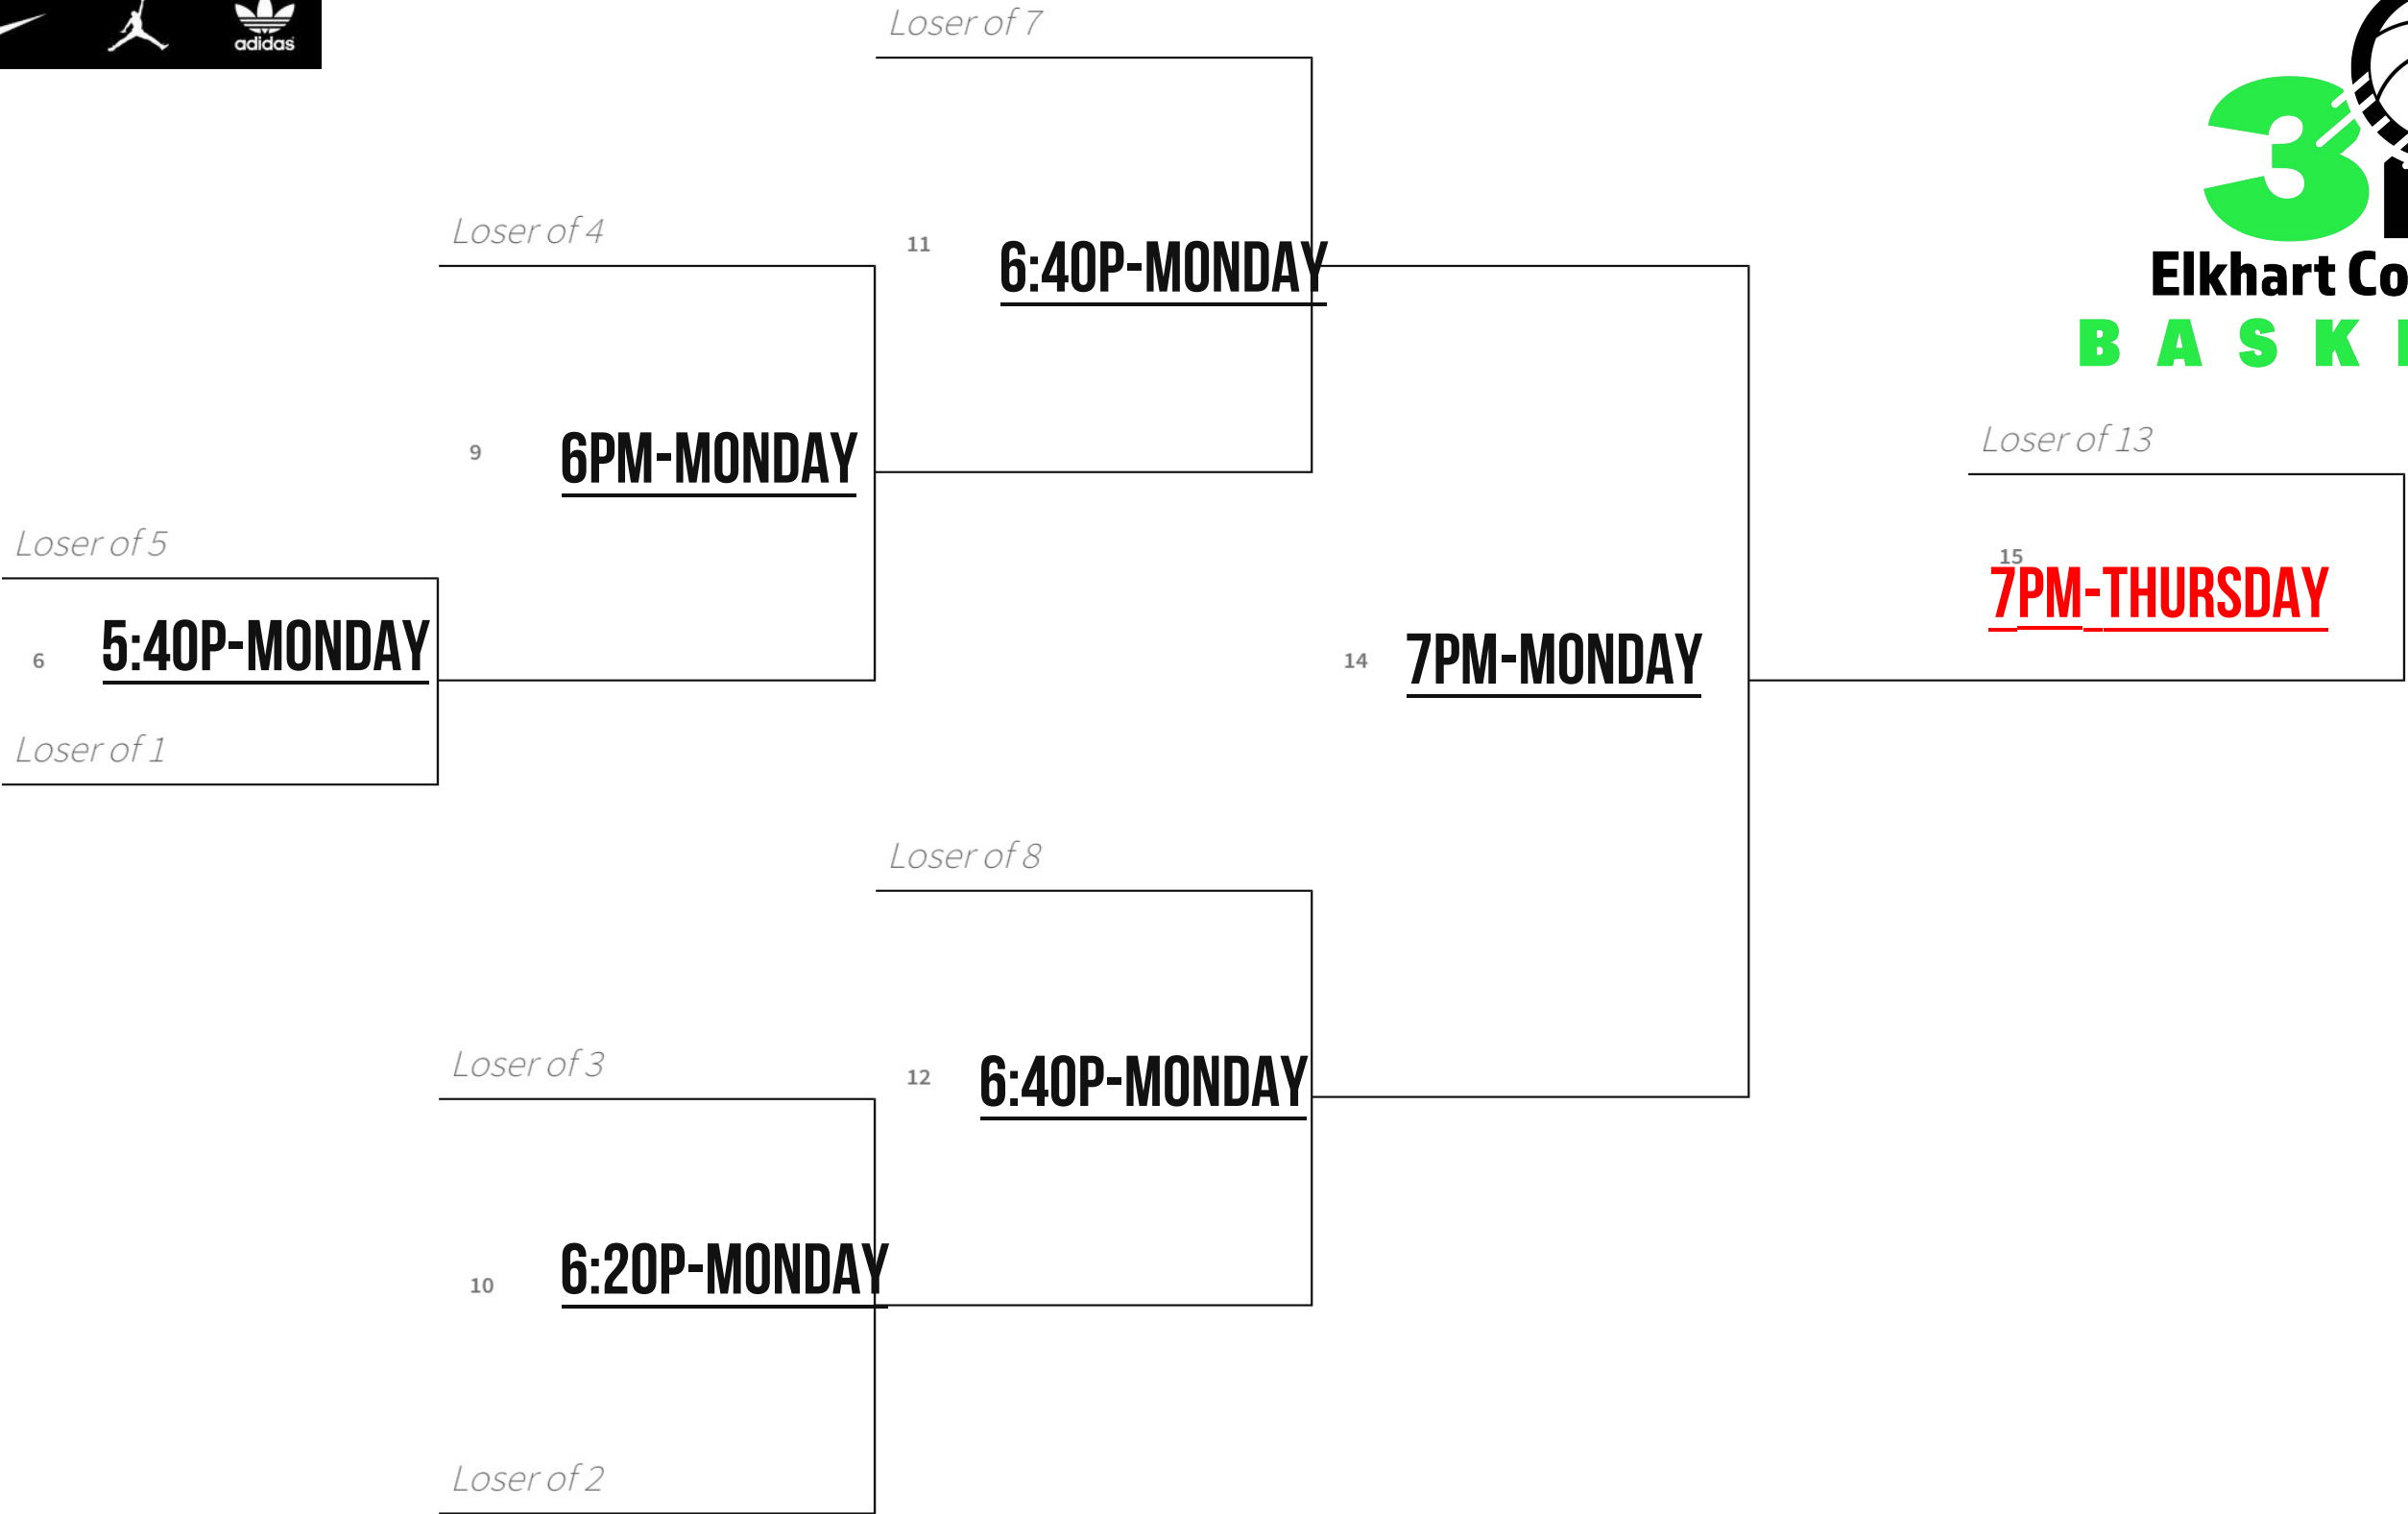 adidas
Loser of 7
3
Loser of 4
11
6:40P-MONDAY
Elkhart Co
BASK
Loser of 13
9
6PM-MONDAY
Loser of 5
15
7PM-THURSDAY
6
5:40P-MONDAY
14
7PM-MONDAY
Loser of 1
Loser of 8
Loser of 3
12
6:40P-MONDAY
10
6:20P-MONDAY
Loser of 2